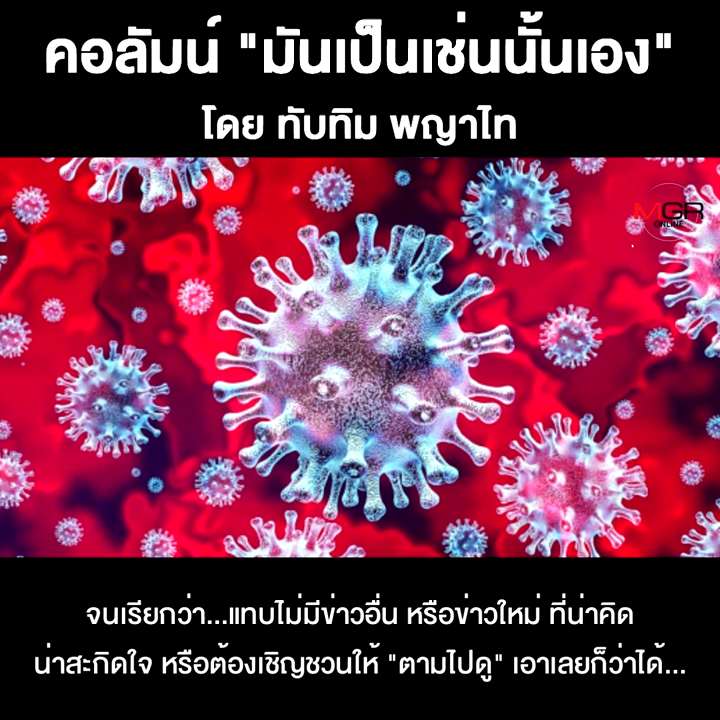 คอลัมน์ "มันเป็นเช่นนั้นเอง"
โดย ทับทิม พญาไท
MGR
ONLINE
จนเรียกว่า...แทบไม่มีข่าวอื่น หรือข่าวใหม่ ที่น่าคิด
น่าสะกิดใจ หรือต้องเชิญชวนให้ "ตามไปดู" เอาเลยก็ว่าได้...